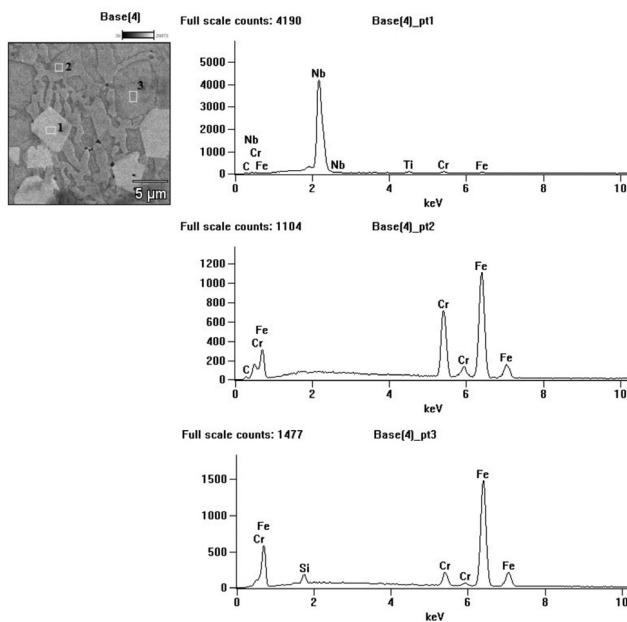 Base(4)
2
3
1
5 µm
Full scale counts: 4190 Base(4)_pt1
5000
4000
3000
2000
1000
0
Nb
Nb
Cr
C Fe
Nb
Ti
Cr
Fe
0 2 4 6 8 10
keV
Full scale counts: 1104 Base(4)_pt2
1200
1000
800
600
400
200
0
Fe
Cr
C
Cr
Cr
Fe
Fe
0 2 4 6 8 10
keV
Full scale counts: 1477 Base(4)_pt3
1500
1000
500
0
Fe
Cr
Si
Cr
Cr
Fe
Fe
0 2 4 6 8 10
keV